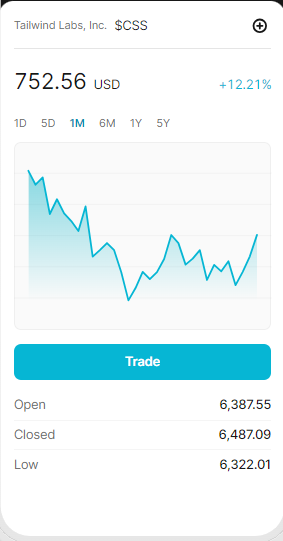 Tailwind Labs, Inc. $CSS
752.56 USD +12.21%
1D 5D 1M 6M 1Y 5Y
Trade
Open 6,387.55
Closed 6,487.09
Low 6,322.01